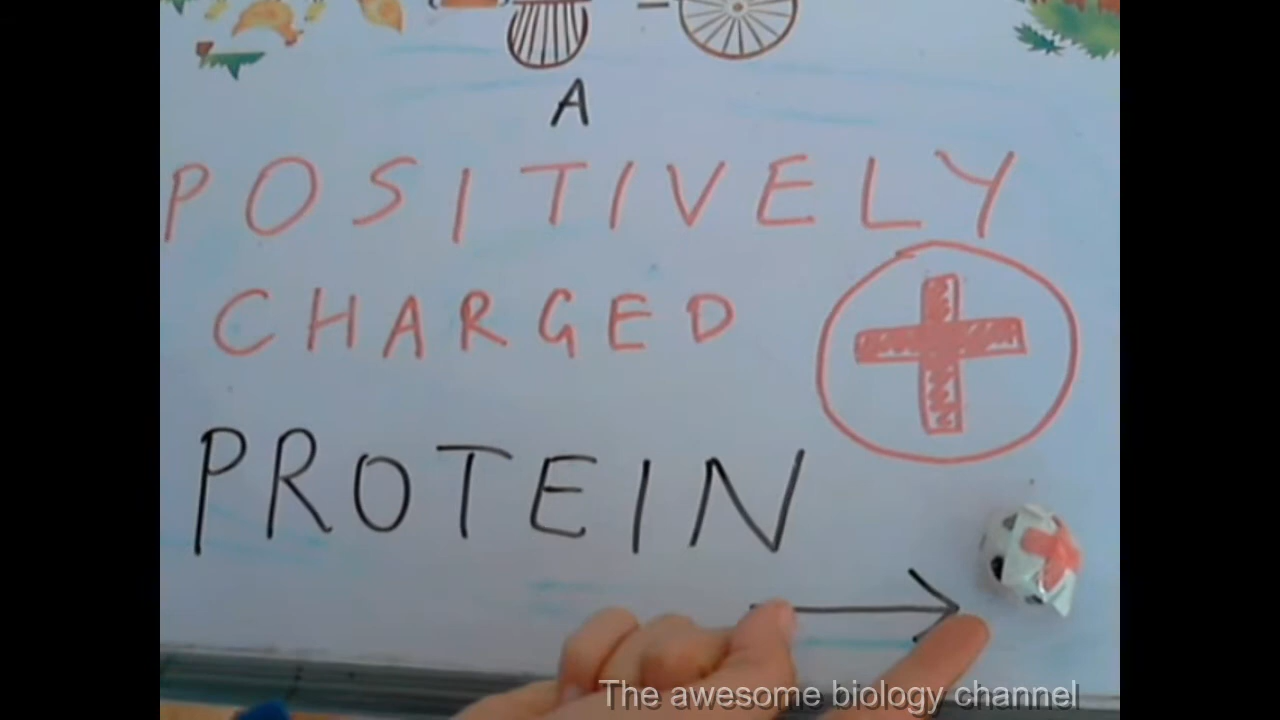 A
POSITIVELY
CHARGED
PROTEIN
The awesome biology channel